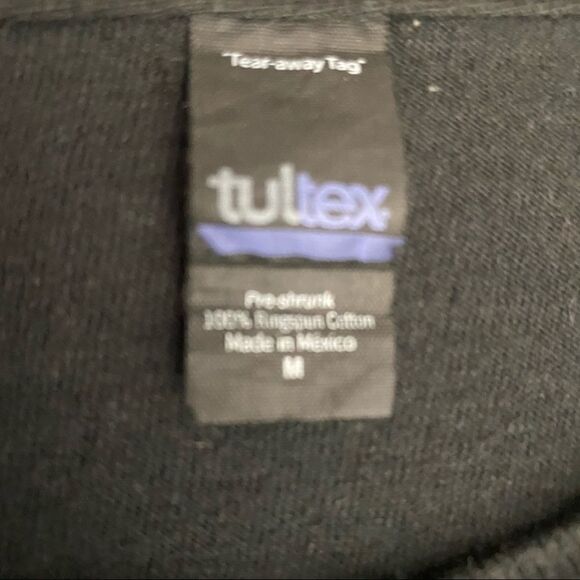 "Tear-away Tag"
tultex
Pre-shrunk
100% Ringspun Cotton
Made in Mexico
M